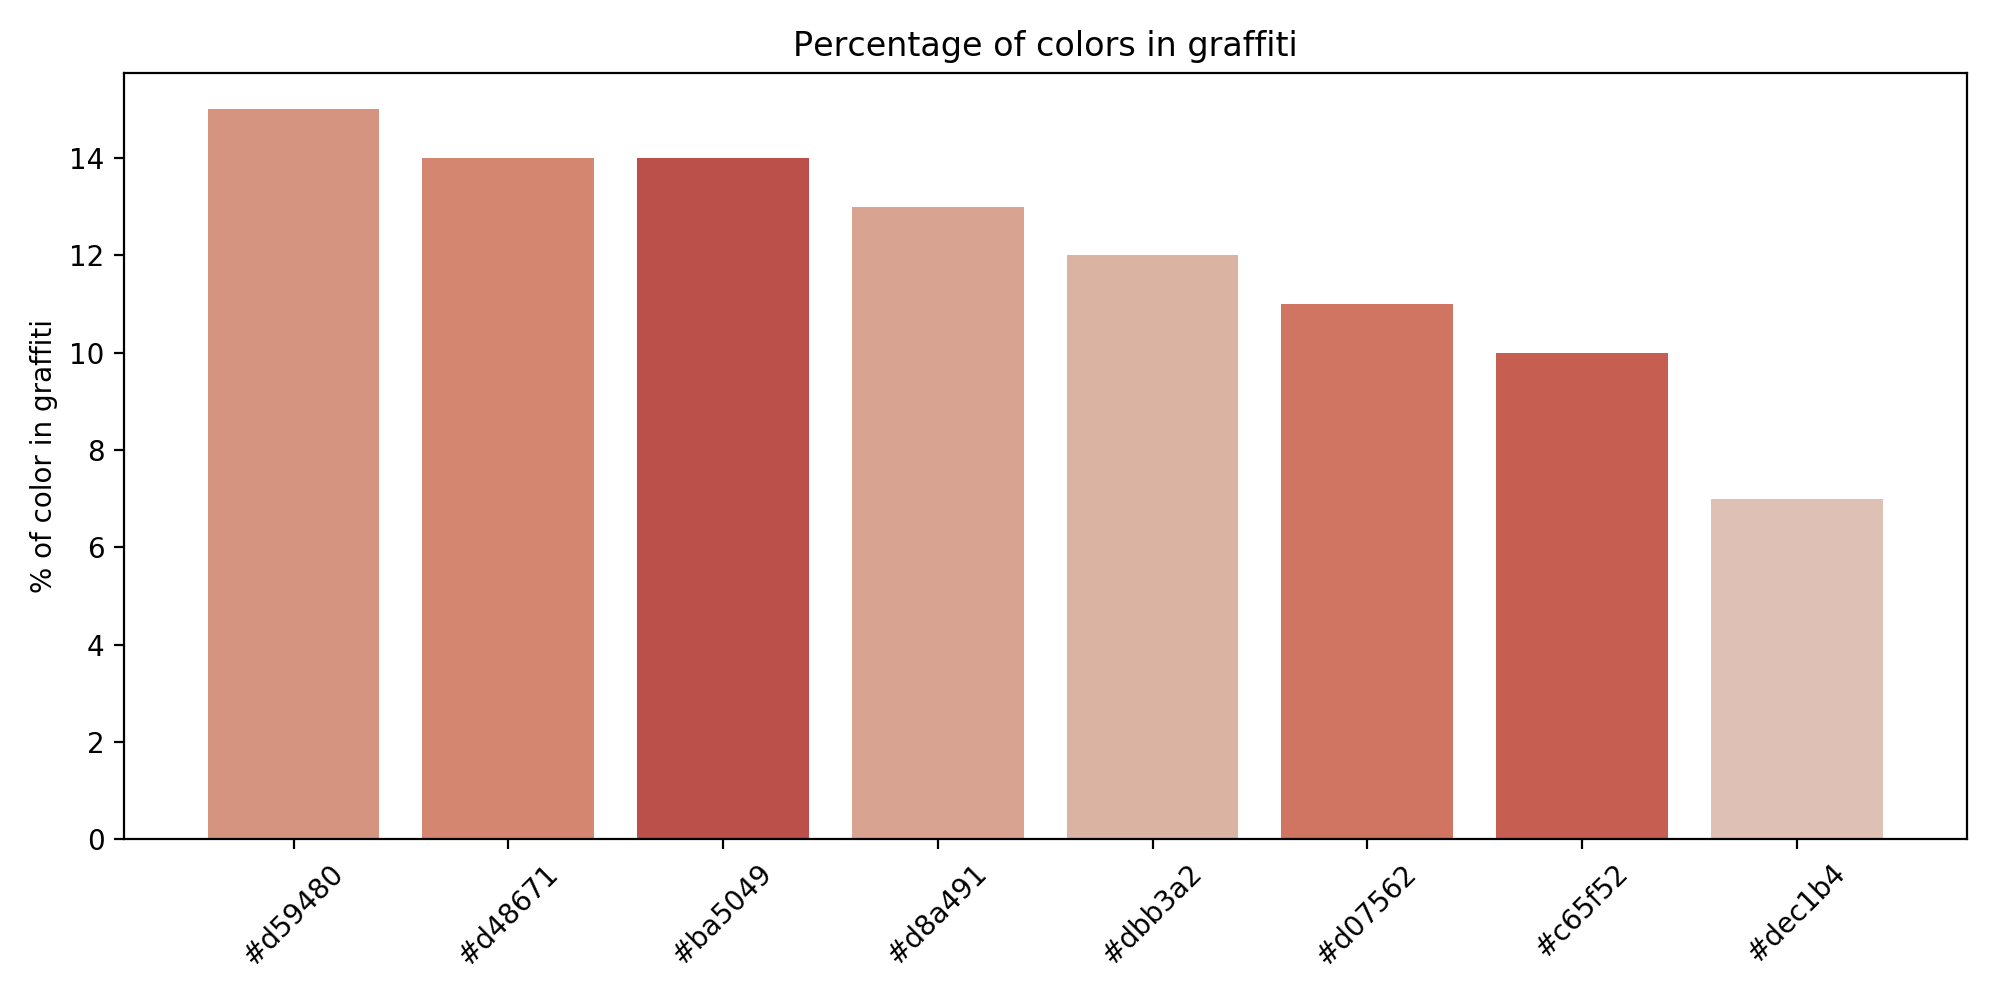 Percentage of colors in graffiti
% of color in graffiti
14
12
10
8
6
4
2
0
#d59480
#d48671
#ba5049
#d8a491
#dbb3a2
#d07562
#c65f52
#dec1b4